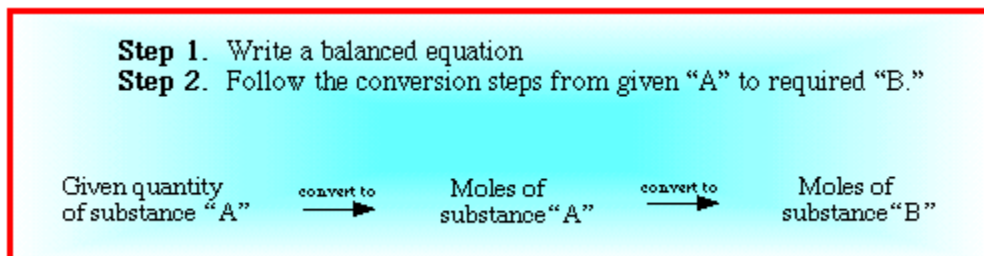 Step 1. Write a balanced equation
Step 2. Follow the conversion steps from given “A” to required “B.”
Given quantity of substance “A”
convert to
Moles of substance “A”
convert to
Moles of substance “B”